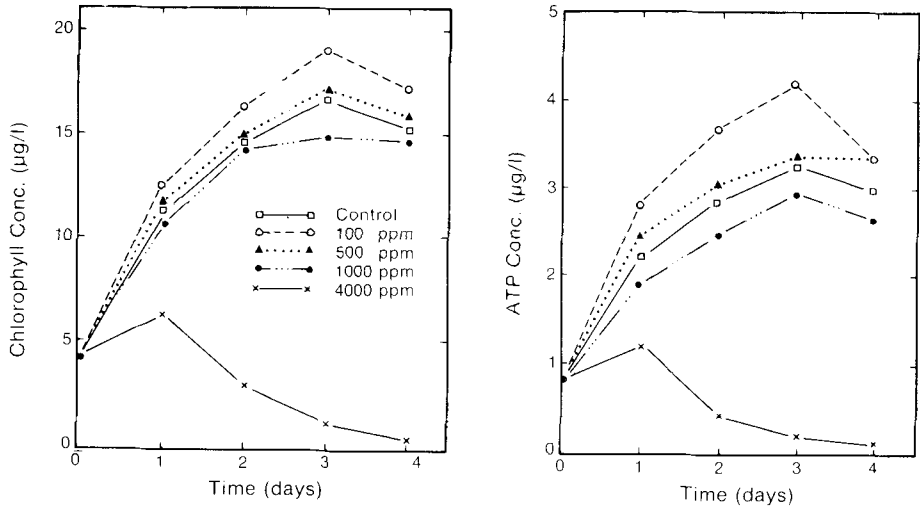 20
15
10
5
0
Chlorophyll Conc. (µg/l)
0 1 2 3 4
Time (days)
Control
100 ppm
500 ppm
1000 ppm
4000 ppm
5
4
3
2
1
0
ATP Conc. (µg/l)
0 1 2 3 4
Time (days)